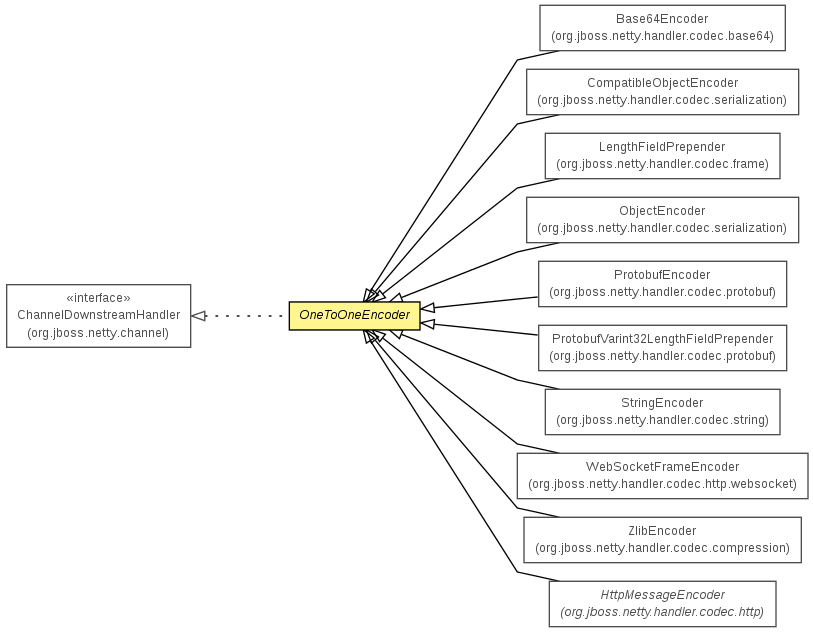 Base64Encoder
(org.jboss.netty.handler.codec.base64)
CompatibleObjectEncoder
(org.jboss.netty.handler.codec.serialization)
LengthFieldPrepender
(org.jboss.netty.handler.codec.frame)
ObjectEncoder
(org.jboss.netty.handler.codec.serialization)
«interface»
ChannelDownstreamHandler
(org.jboss.netty.channel)
OneToOneEncoder
ProtobufEncoder
(org.jboss.netty.handler.codec.protobuf)
ProtobufVarint32LengthFieldPrepender
(org.jboss.netty.handler.codec.protobuf)
StringEncoder
(org.jboss.netty.handler.codec.string)
WebSocketFrameEncoder
(org.jboss.netty.handler.codec.http.websocket)
ZlibEncoder
(org.jboss.netty.handler.codec.compression)
HttpMessageEncoder
(org.jboss.netty.handler.codec.http)